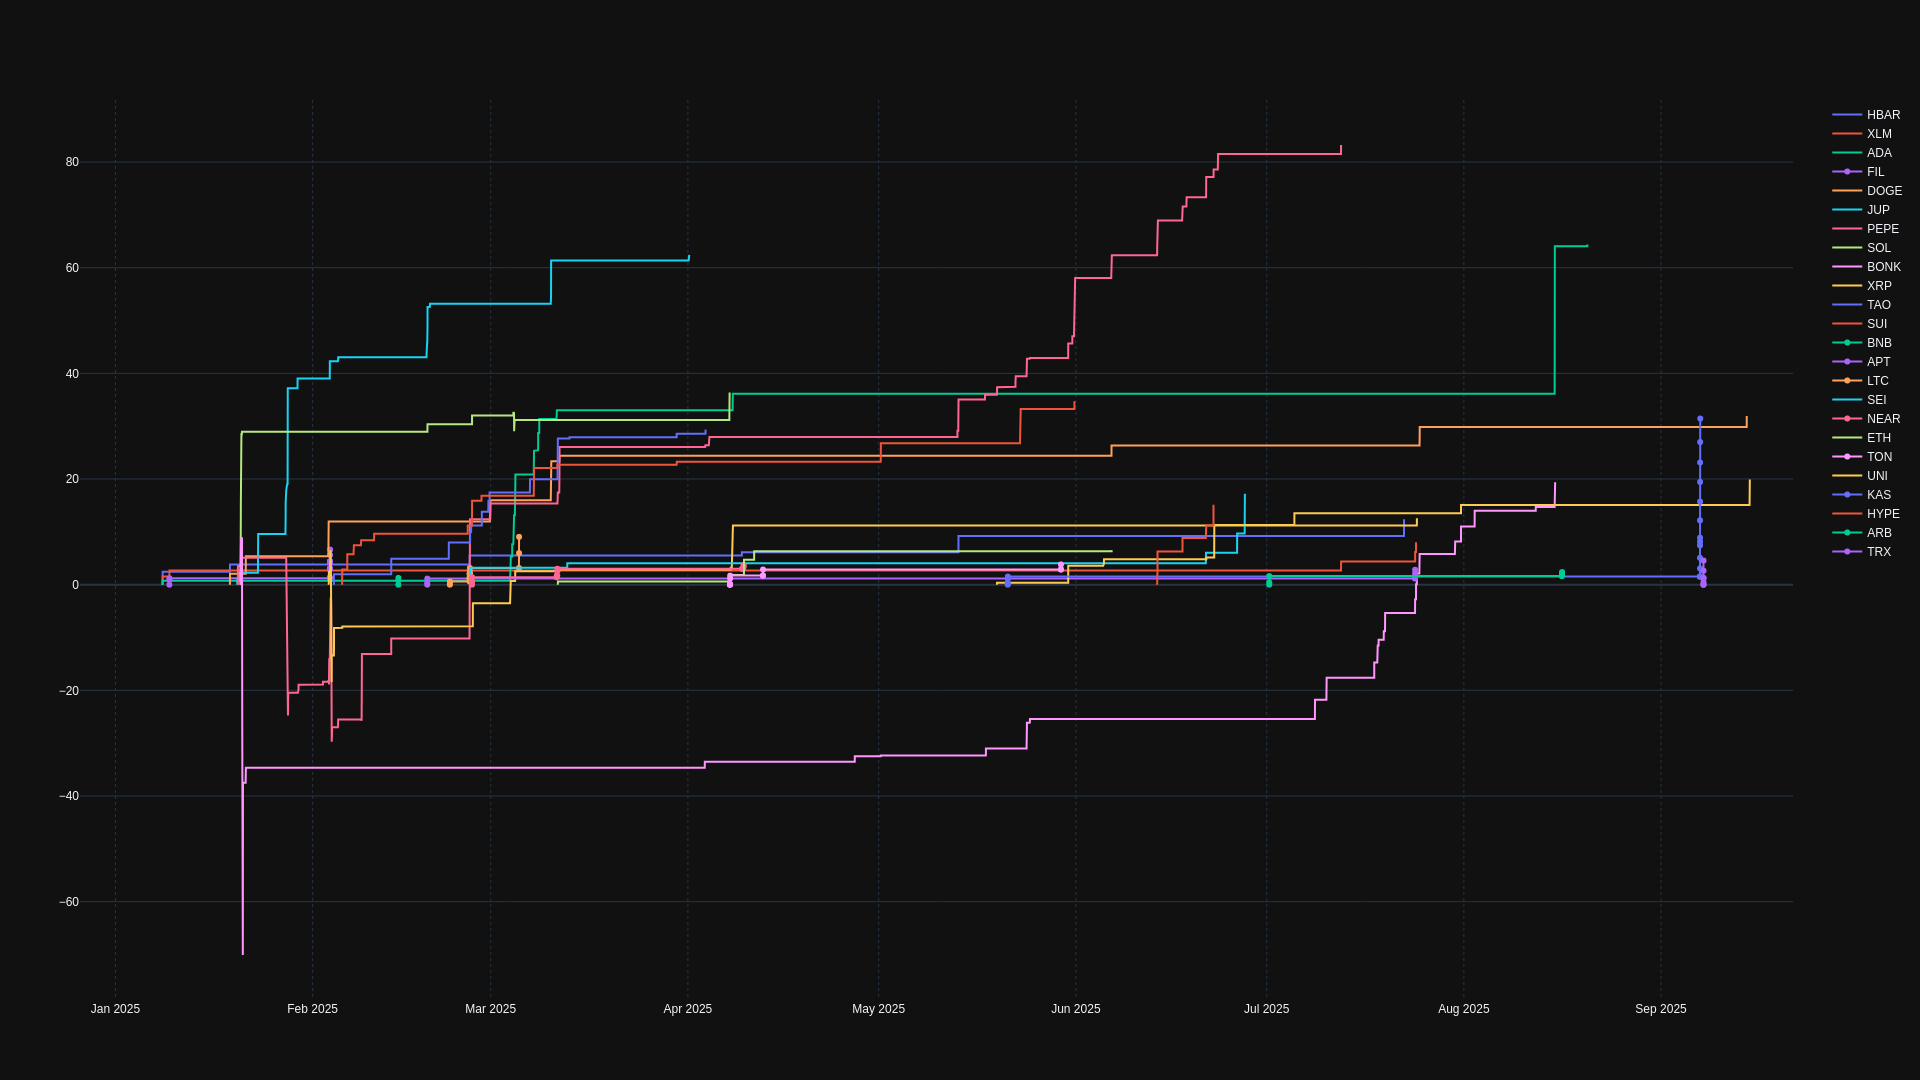 80
60
40
20
0
−20
−40
−60
Jan 2025
Feb 2025
Mar 2025
Apr 2025
May 2025
Jun 2025
Jul 2025
Aug 2025
Sep 2025
HBAR
XLM
ADA
FIL
DOGE
JUP
PEPE
SOL
BONK
XRP
TAO
SUI
BNB
APT
LTC
SEI
NEAR
ETH
TON
UNI
KAS
HYPE
ARB
TRX